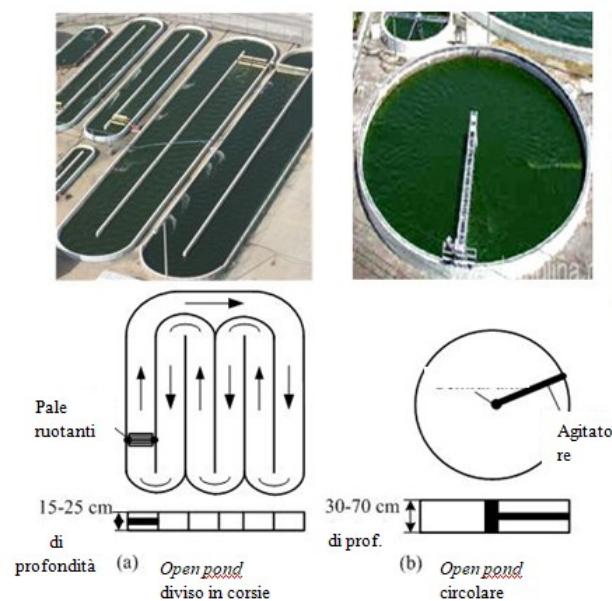 Pale
ruotanti
15-25 cm
di
profondità
(a)
Open pond
diviso in corsie
Agitato
re
30-70 cm
di prof.
(b)
Open pond
circolare